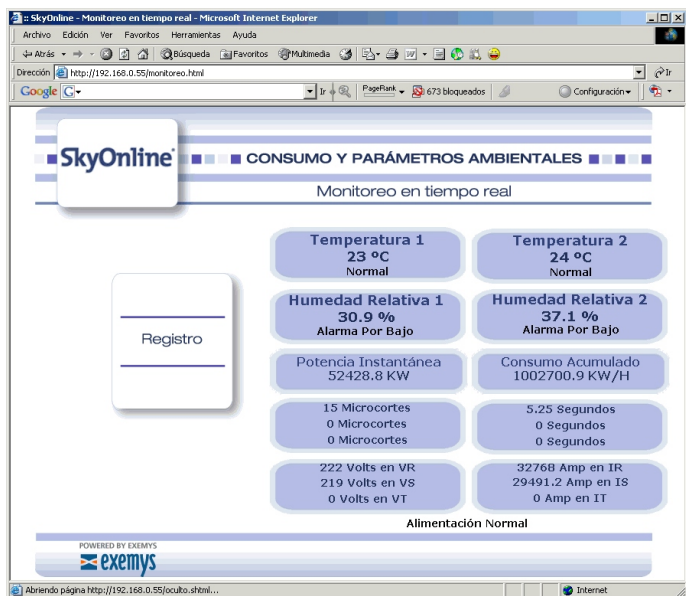 :: SkyOnline - Monitoreo en tiempo real - Microsoft Internet Explorer
Archivo Edición Ver Favoritos Herramientas Ayuda
Atrás Búsqueda Favoritos Multimedia
Dirección http://192.168.0.55/monitoreo.html Ir
Google G Ir PageRank 673 bloqueados Configuración
SkyOnline CONSUMO Y PARÁMETROS AMBIENTALES
Monitoreo en tiempo real
Temperatura 1
23 ºC
Normal
Temperatura 2
24 ºC
Normal
Registro
Humedad Relativa 1
30.9 %
Alarma Por Bajo
Humedad Relativa 2
37.1 %
Alarma Por Bajo
Potencia Instantánea
52428.8 KW
Consumo Acumulado
1002700.9 KW/H
15 Microcortes
0 Microcortes
0 Microcortes
5.25 Segundos
0 Segundos
0 Segundos
222 Volts en VR
219 Volts en VS
0 Volts en VT
32768 Amp en IR
29491.2 Amp en IS
0 Amp en IT
Alimentación Normal
POWERED BY EXEMYS
exemys
Abriendo página http://192.168.0.55/oculto.shtml... Internet